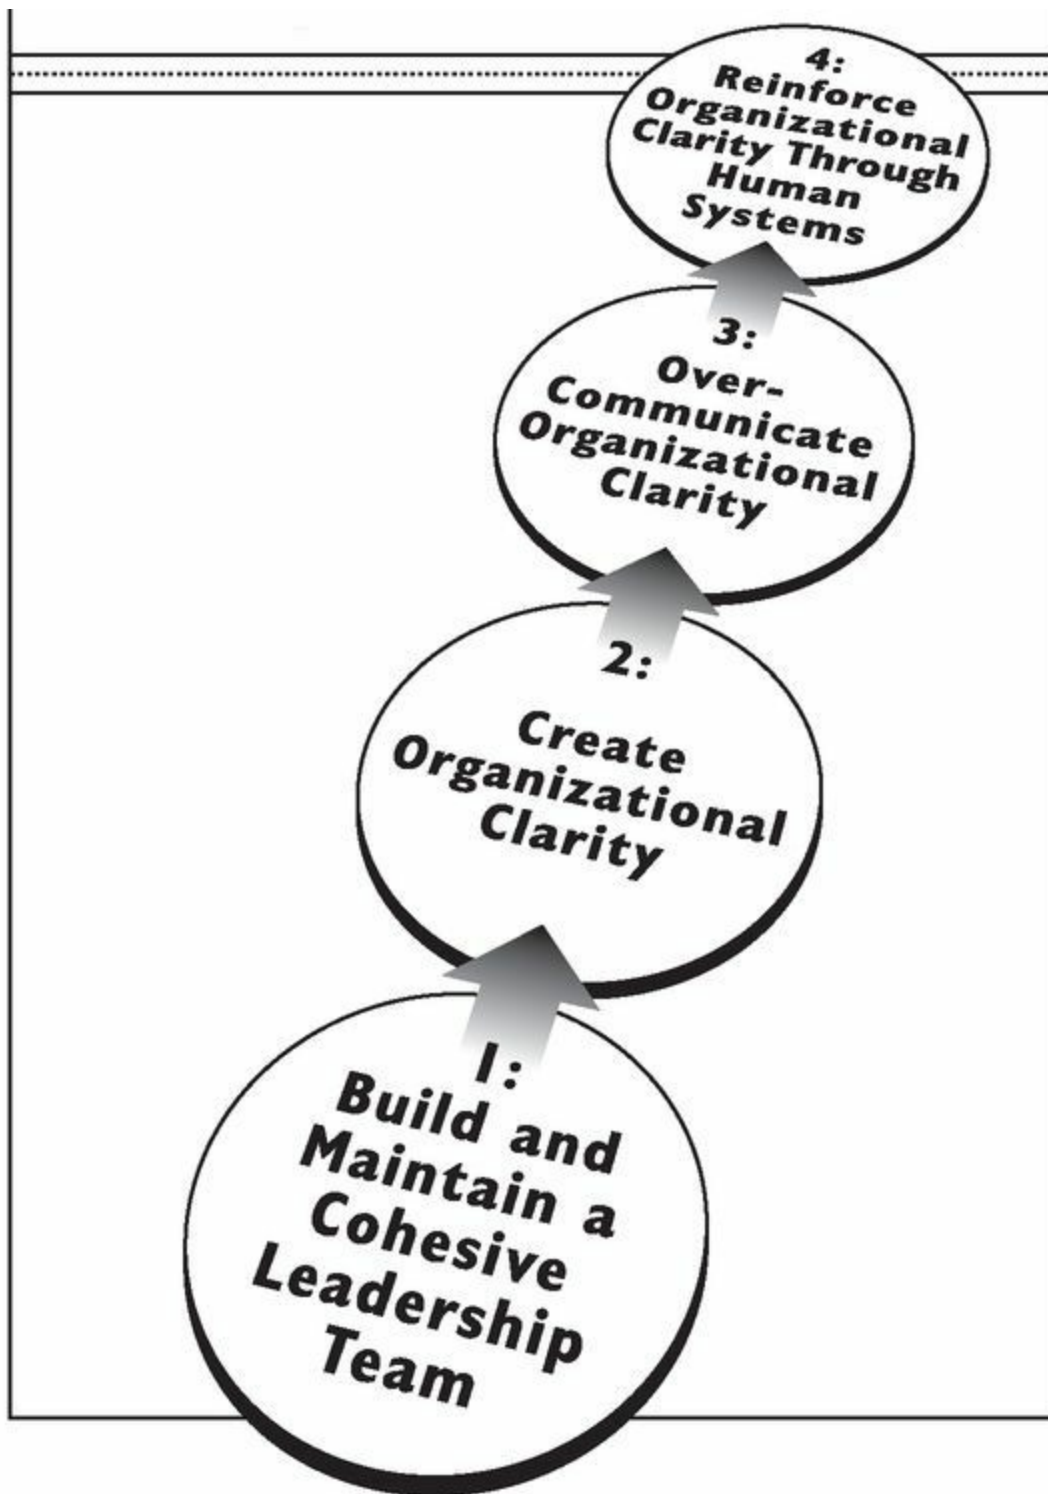 4:
Reinforce
Organizational
Clarity Through
Human
Systems
3:
Over-
Communicate
Organizational
Clarity
2:
Create
Organizational
Clarity
1:
Build and
Maintain a
Cohesive
Leadership
Team